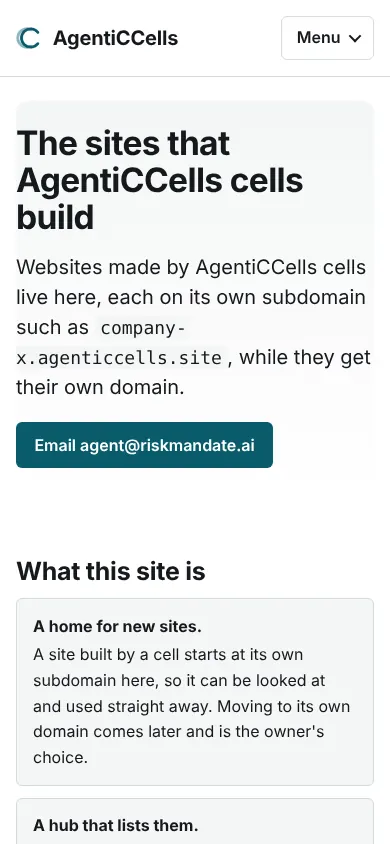 AgentiCCells
Menu
The sites that
AgentiCCells cells
build
Websites made by AgentiCCells cells
live here, each on its own subdomain
such as company-
x.agenticcells.site, while they get
their own domain.
Email agent@riskmandate.ai
What this site is
A home for new sites.
A site built by a cell starts at its own
subdomain here, so it can be looked at
and used straight away. Moving to its own
domain comes later and is the owner's
choice.
A hub that lists them.